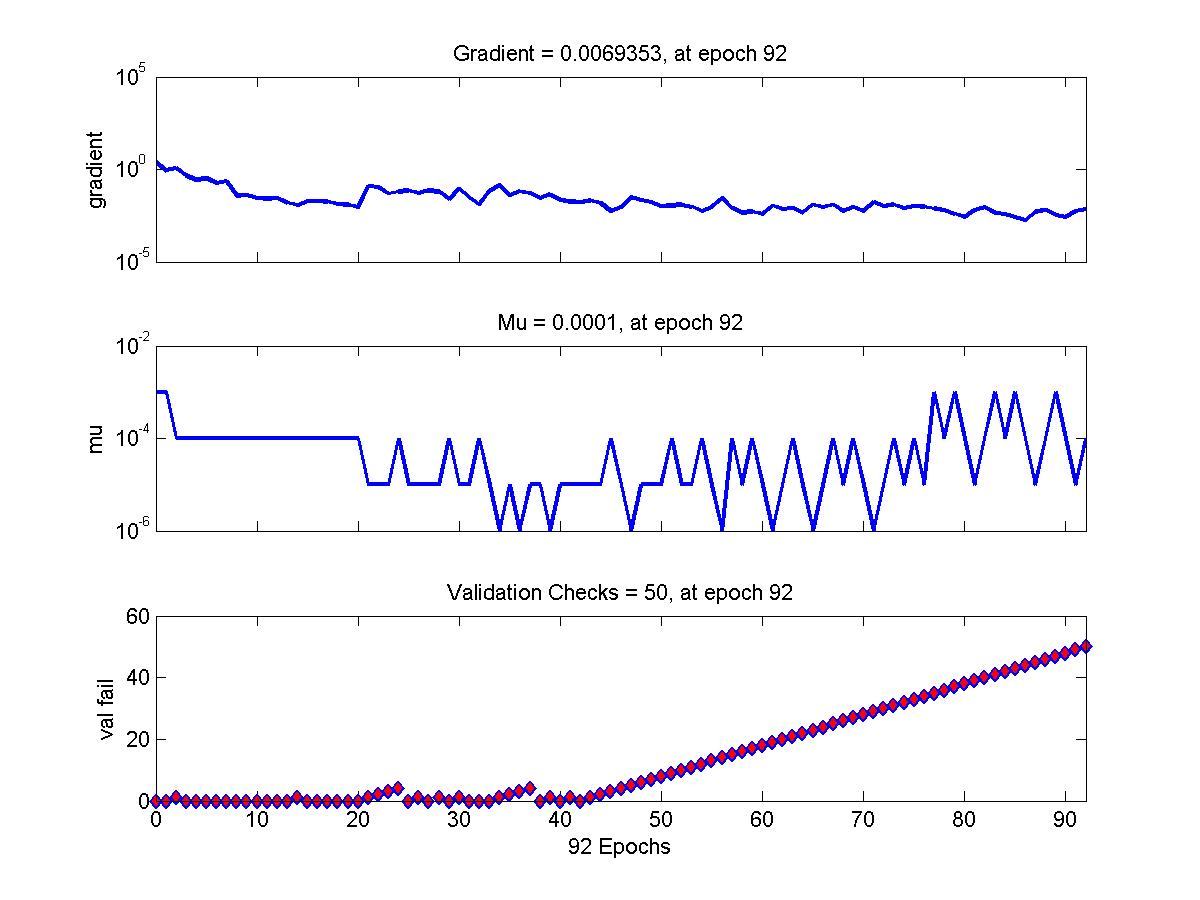 Gradient = 0.0069353, at epoch 92
10^5
10^0
10^-5
gradient
Mu = 0.0001, at epoch 92
10^-2
10^-4
10^-6
mu
Validation Checks = 50, at epoch 92
60
40
20
0
val fail
0 10 20 30 40 50 60 70 80 90
92 Epochs